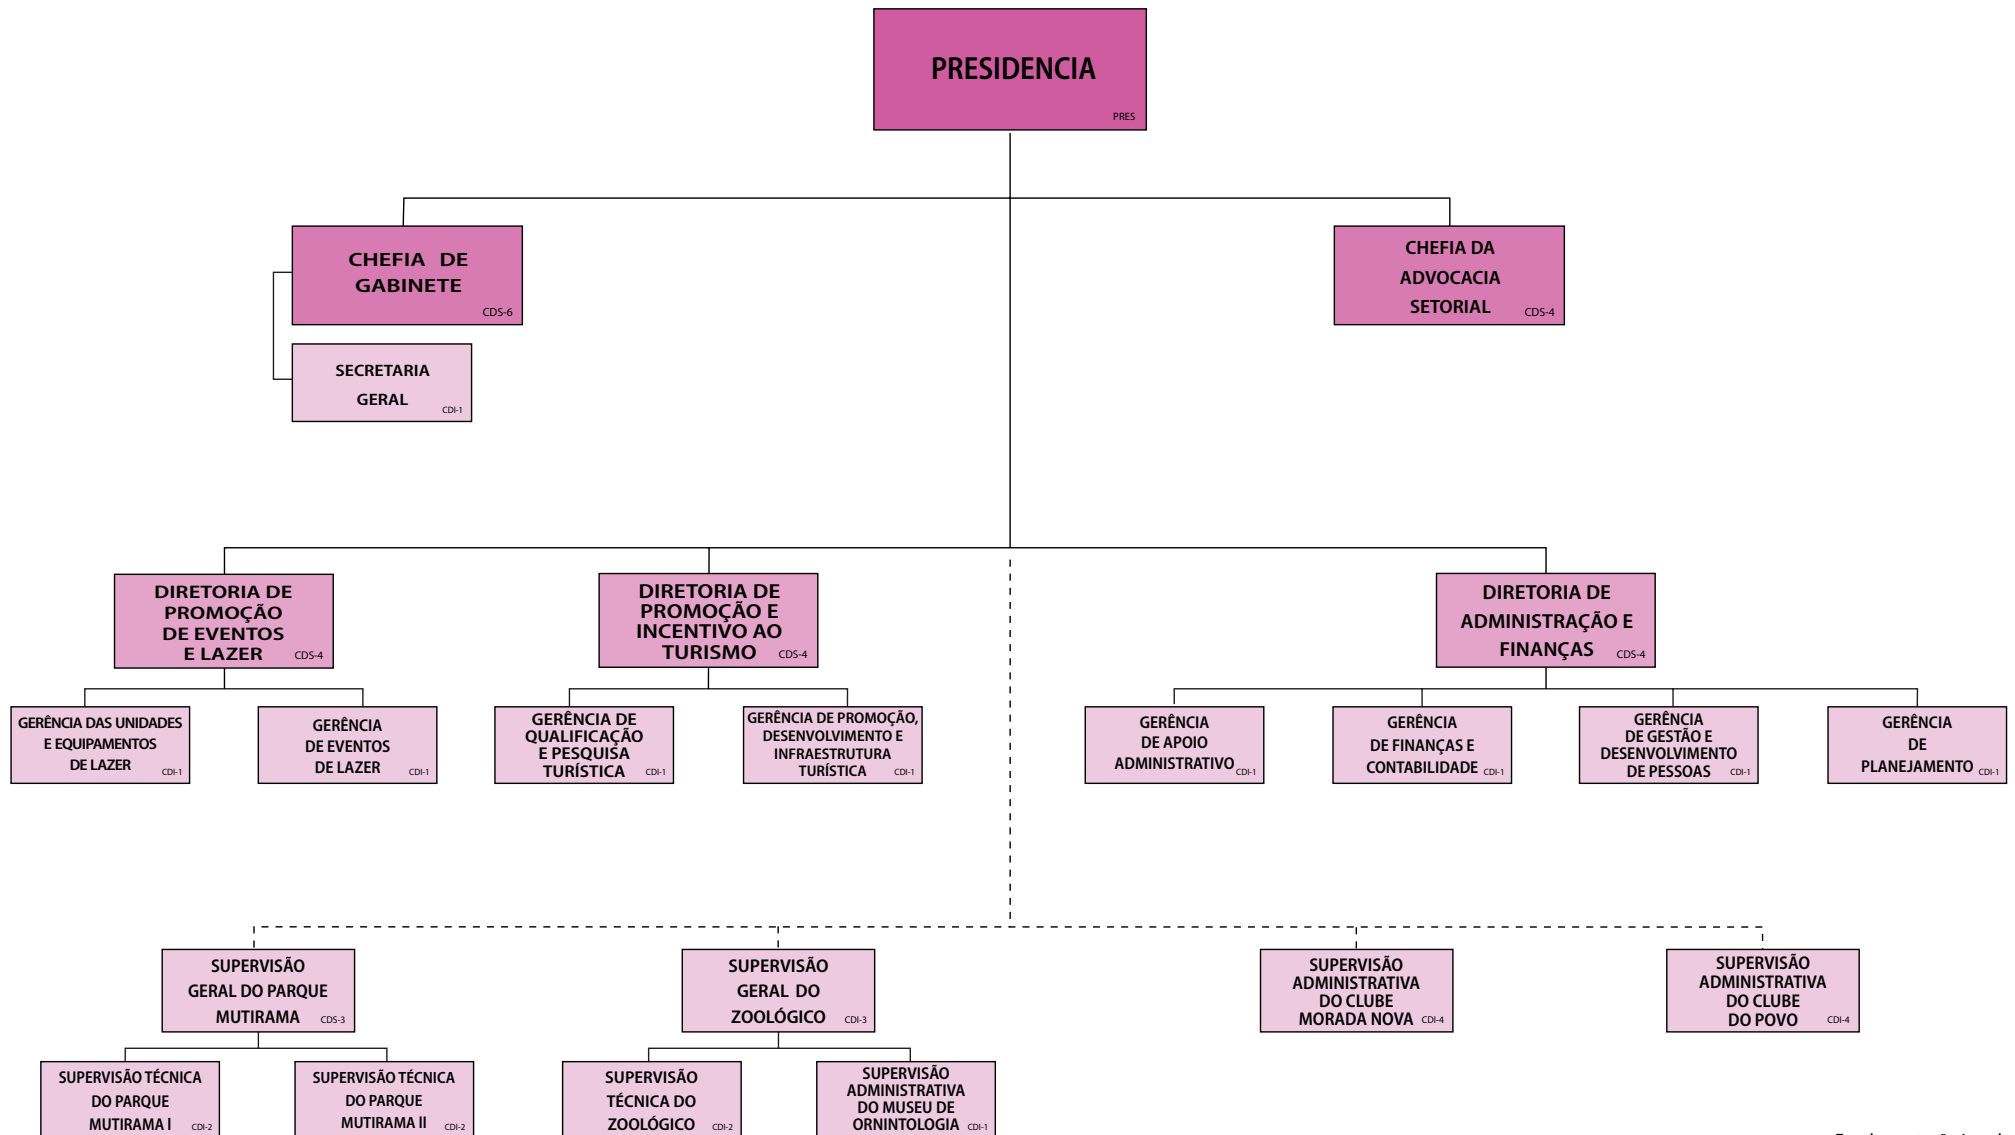 PRESIDENCIA
PRES
CHEFIA DE
GABINETE
CDS-6
CHEFIA DA
ADVOCACIA
SETORIAL
CDS-4
SECRETARIA
GERAL
CDI-1
DIRETORIA DE
PROMOÇÃO
DE EVENTOS
E LAZER
CDS-4
DIRETORIA DE
PROMOÇÃO E
INCENTIVO AO
TURISMO
CDS-4
DIRETORIA DE
ADMINISTRAÇÃO E
FINANÇAS
CDS-4
GERÊNCIA DAS UNIDADES
E EQUIPAMENTOS
DE LAZER
CDI-1
GERÊNCIA
DE EVENTOS
DE LAZER
CDI-1
GERÊNCIA DE
QUALIFICAÇÃO
E PESQUISA
TURÍSTICA
CDI-1
GERÊNCIA DE PROMOÇÃO,
DESENVOLVIMENTO E
INFRAESTRUTURA
TURÍSTICA
CDI-1
GERÊNCIA
DE APOIO
ADMINISTRATIVO
CDI-1
GERÊNCIA
DE FINANÇAS E
CONTABILIDADE
CDI-1
GERÊNCIA
DE GESTÃO E
DESENVOLVIMENTO
DE PESSOAS
CDI-1
GERÊNCIA
DE
PLANEJAMENTO
CDI-1
SUPERVISÃO
GERAL DO PARQUE
MUTIRAMA
CDS-3
SUPERVISÃO
GERAL DO
ZOOLÓGICO
CDI-3
SUPERVISÃO
ADMINISTRATIVA
DO CLUBE
MORADA NOVA
CDI-4
SUPERVISÃO
ADMINISTRATIVA
DO CLUBE
DO POVO
CDI-4
SUPERVISÃO TÉCNICA
DO PARQUE
MUTIRAMA I
CDI-2
SUPERVISÃO TÉCNICA
DO PARQUE
MUTIRAMA II
CDI-2
SUPERVISÃO
TÉCNICA DO
ZOOLÓGICO
CDI-2
SUPERVISÃO
ADMINISTRATIVA
DO MUSEU DE
ORNINTOLOGIA
CDI-1